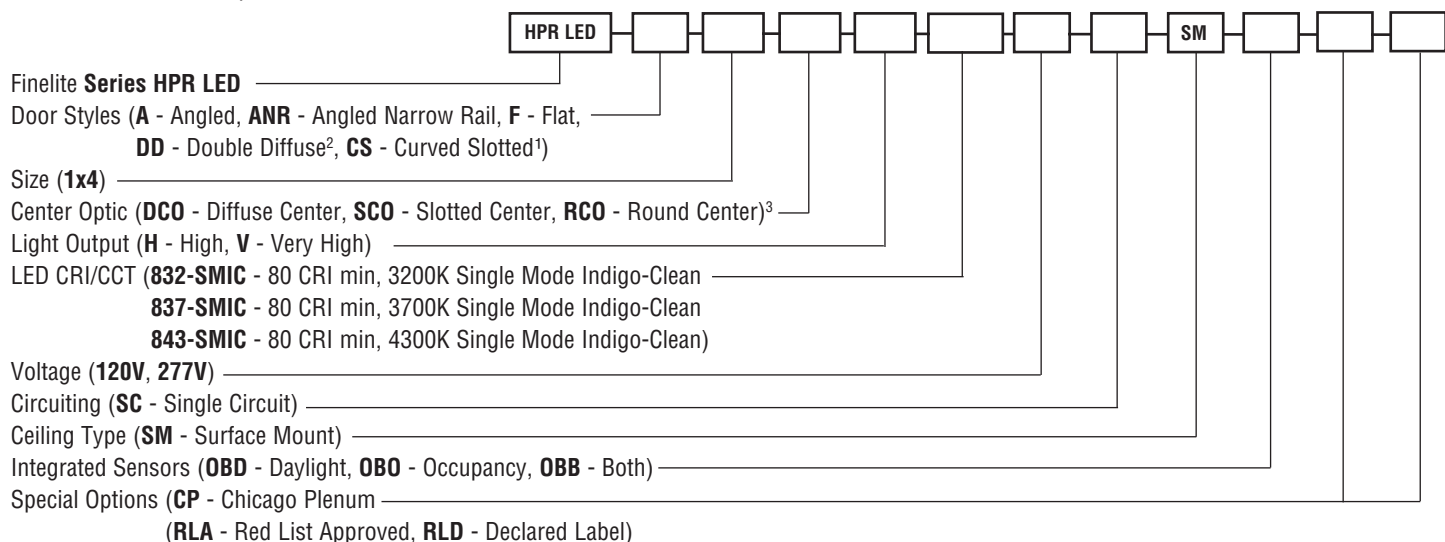 HPR LED SM
Finelite Series HPR LED
Door Styles (A - Angled, ANR - Angled Narrow Rail, F - Flat,
DD - Double Diffuse², CS - Curved Slotted¹)
Size (1x4)
Center Optic (DCO - Diffuse Center, SCO - Slotted Center, RCO - Round Center)³
Light Output (H - High, V - Very High)
LED CRI/CCT (832-SMIC - 80 CRI min, 3200K Single Mode Indigo-Clean
837-SMIC - 80 CRI min, 3700K Single Mode Indigo-Clean
843-SMIC - 80 CRI min, 4300K Single Mode Indigo-Clean)
Voltage (120V, 277V)
Circuiting (SC - Single Circuit)
Ceiling Type (SM - Surface Mount)
Integrated Sensors (OBD - Daylight, OBO - Occupancy, OBB - Both)
Special Options (CP - Chicago Plenum
(RLA - Red List Approved, RLD - Declared Label)